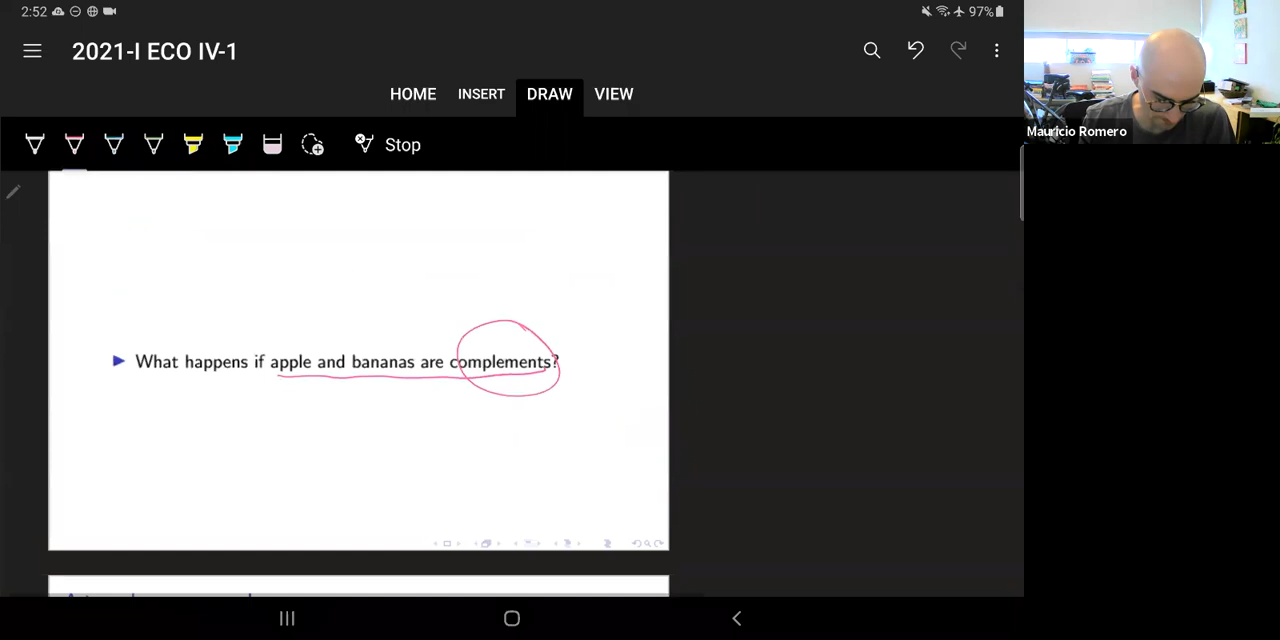 2:52
97%
2021-I ECO IV-1
HOME INSERT DRAW VIEW
Stop
Mauricio Romero
What happens if apple and bananas are complements?